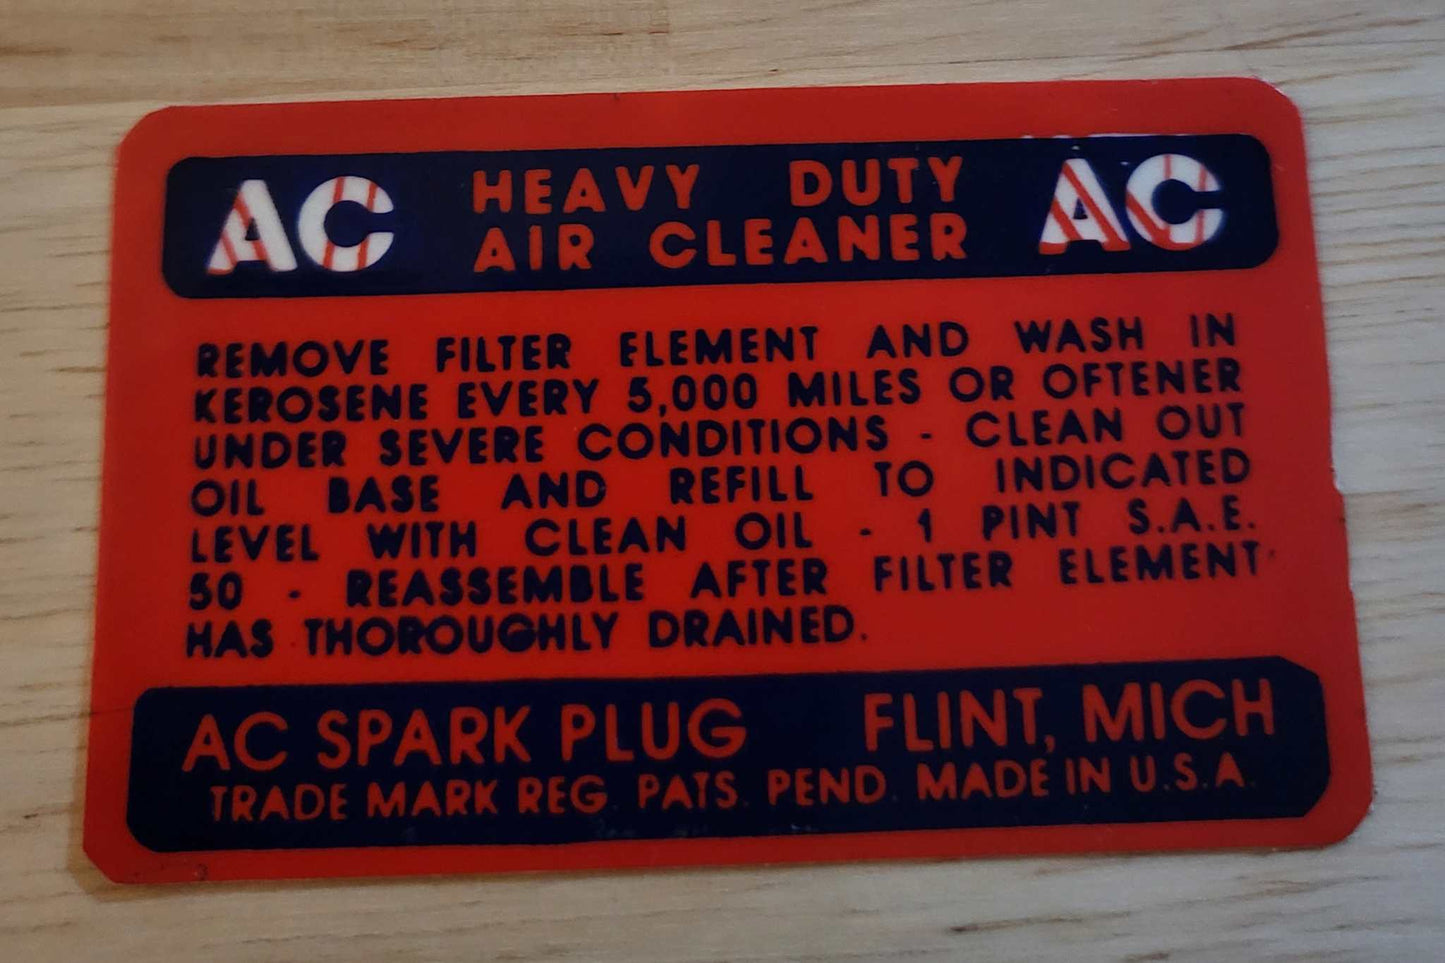 AC HEAVY DUTY AC
AIR CLEANER
REMOVE FILTER ELEMENT AND WASH IN
KEROSENE EVERY 5,000 MILES OR OFTENER
UNDER SEVERE CONDITIONS - CLEAN OUT
OIL BASE AND REFILL TO INDICATED
LEVEL WITH CLEAN OIL - 1 PINT S.A.E.
50 - REASSEMBLE AFTER FILTER ELEMENT
HAS THOROUGHLY DRAINED.
AC SPARK PLUG FLINT, MICH
TRADE MARK REG. PATS. PEND. MADE IN U.S.A.